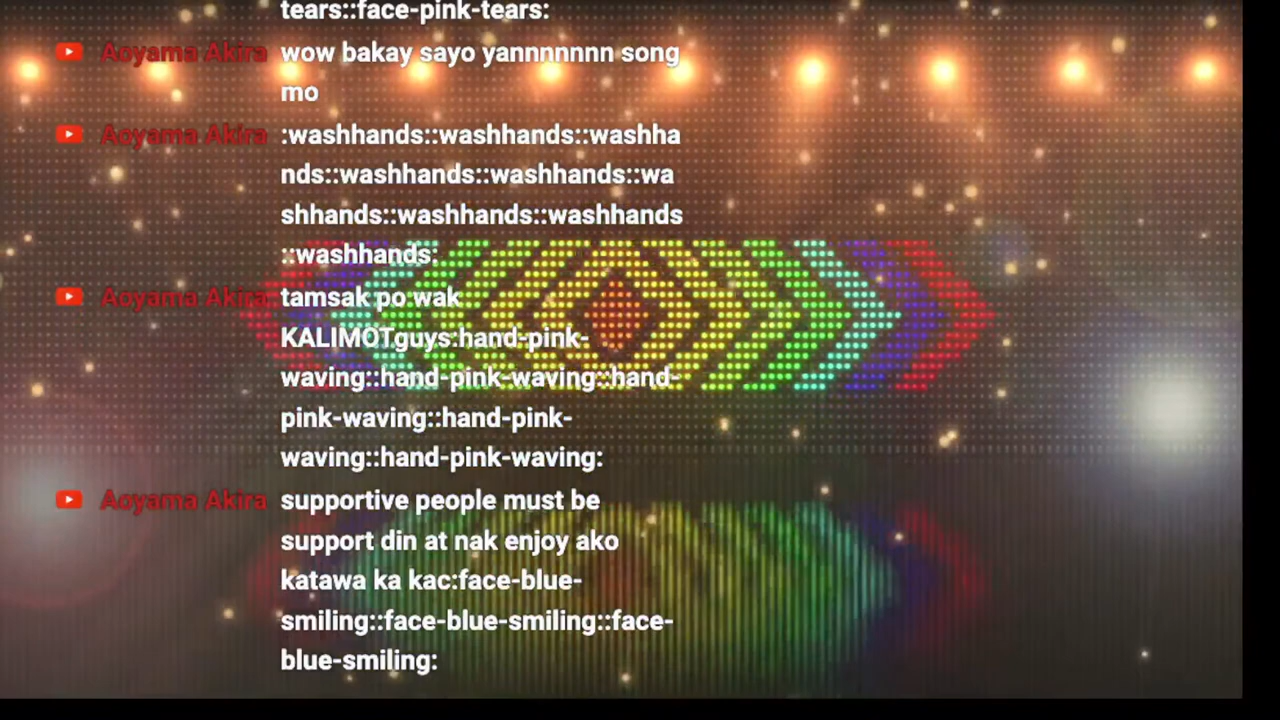 tears::face-pink-tears:
Aoyama Akira wow bakay sayo yannnnnnn song
mo
Aoyama Akira :washhands::washhands::washha
nds::washhands::washhands::wa
shhands::washhands::washhands
::washhands:
Aoyama Akira tamsak po wak
KALIMOTguys:hand-pink-
waving::hand-pink-waving::hand-
pink-waving::hand-pink-
waving::hand-pink-waving:
Aoyama Akira supportive people must be
support din at nak enjoy ako
katawa ka kac:face-blue-
smiling::face-blue-smiling::face-
blue-smiling: